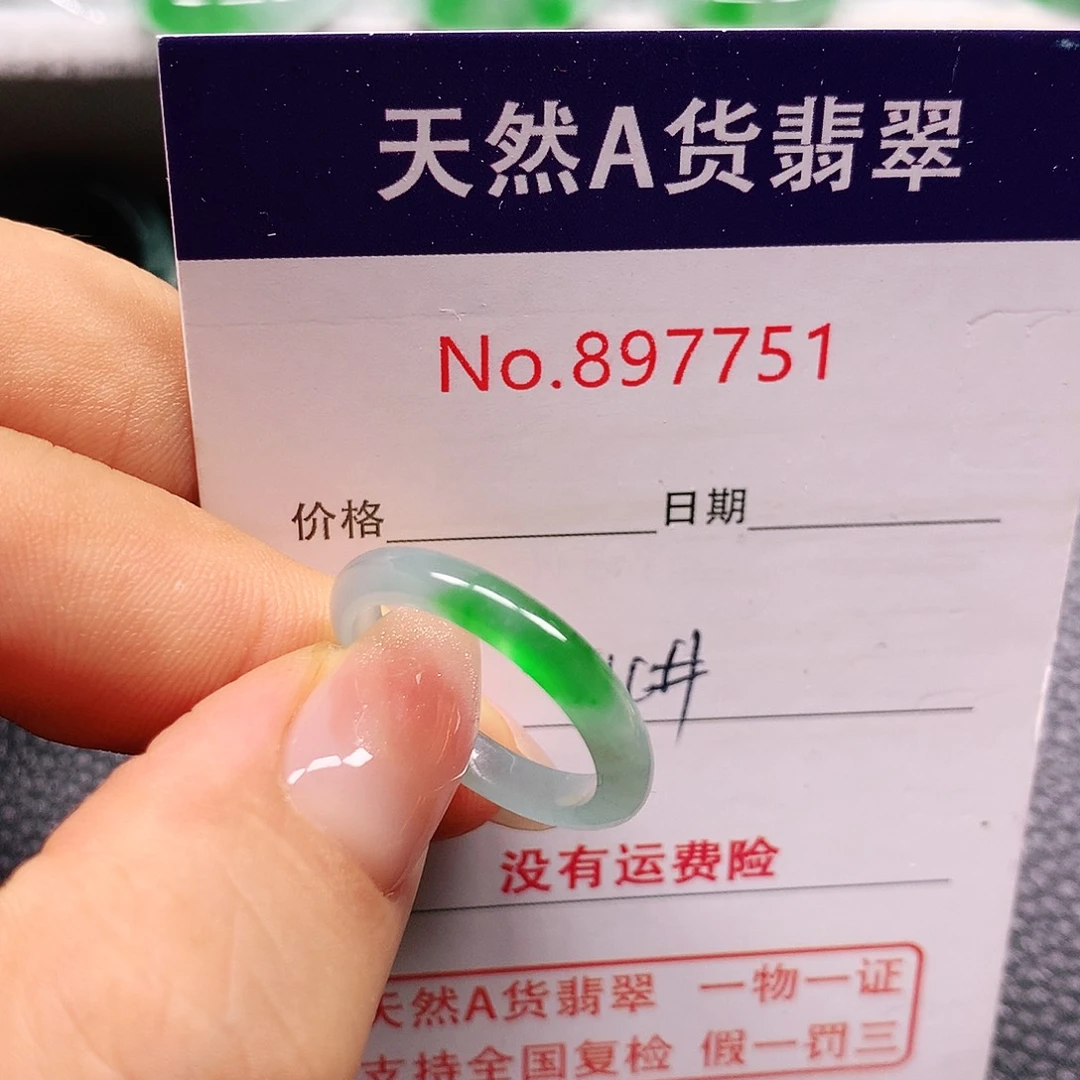 天然A货翡翠
No.897751
价格 日期
#
没有运费险
天然A货翡翠 一物一证
支持全国复检 假一罚三